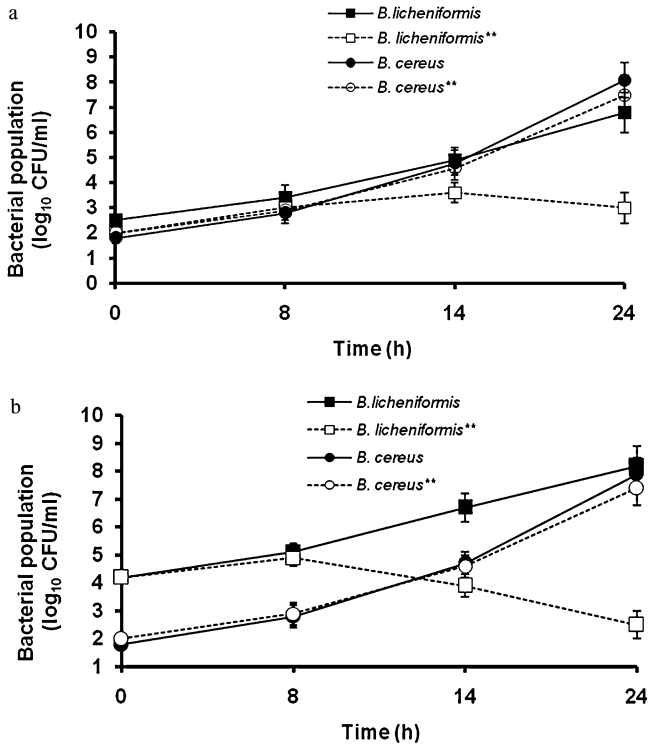 a
B.licheniformis
B. licheniformis**
B. cereus
B. cereus**
Bacterial population
(log10 CFU/ml)
10
9
8
7
6
5
4
3
2
1
0
0 8 14 24
Time (h)
b
B.licheniformis
B. licheniformis**
B. cereus
B. cereus**
Bacterial population
(log10 CFU/ml)
10
9
8
7
6
5
4
3
2
1
0 8 14 24
Time (h)